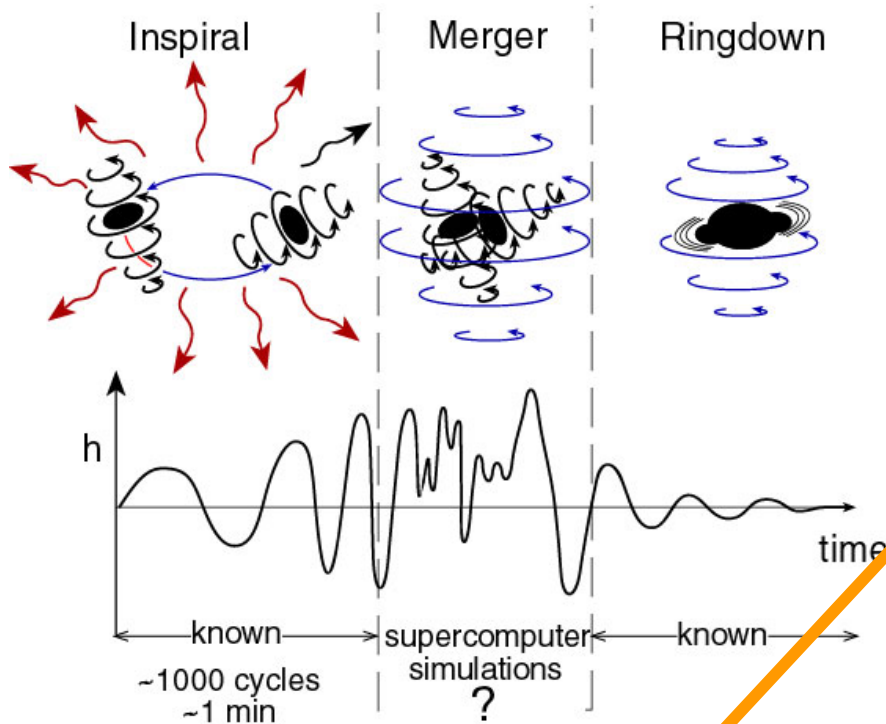 Inspiral
Merger
Ringdown
h
time
known
supercomputer
simulations
?
known
~1000 cycles
~1 min